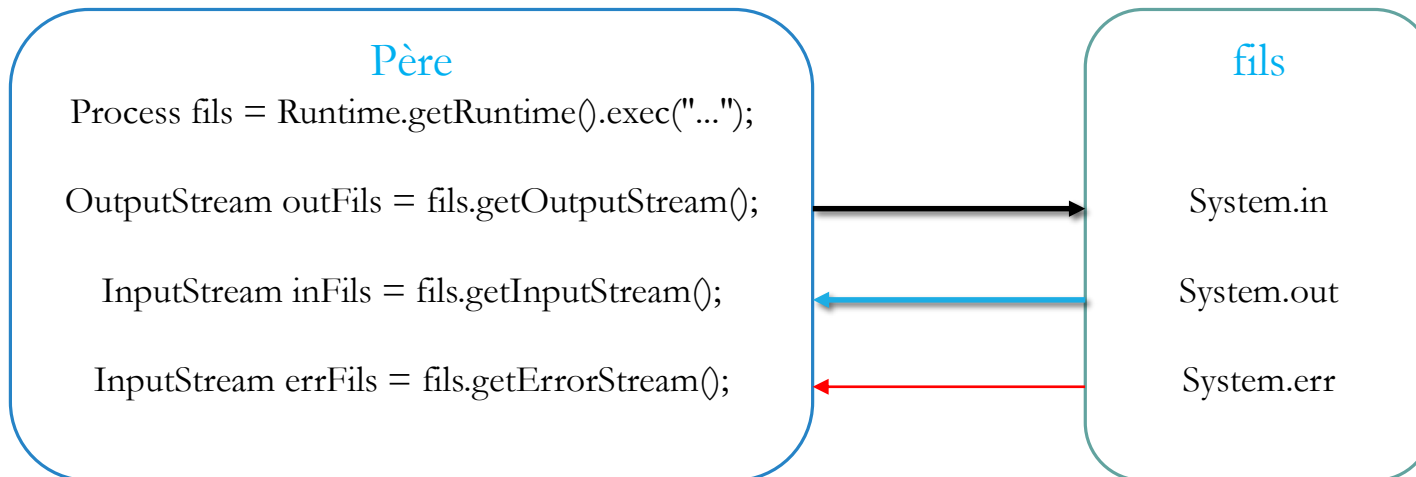 Père
fils
Process fils = Runtime.getRuntime().exec("...");
OutputStream outFils = fils.getOutputStream();
System.in
InputStream inFils = fils.getInputStream();
System.out
InputStream errFils = fils.getErrorStream();
System.err